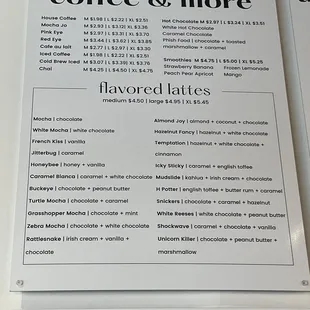 coffee & more
House Coffee M $1.98 | L $2.22 | XL $2.51
Mocha Jo M $2.93 | L $3.12 | XL $3.36
Pink Eye M $2.97 | L $3.31 | XL $3.70
Red Eye M $3.44 | L $3.62 | XL $3.85
Cafe au lait M $2.77 | L $2.93 | XL $3.30
Iced Coffee M $1.98 | L $2.22 | XL $2.51
Cold Brew Iced M $3.07 | L $3.39 | & $3.76
Chai M $4.25 | L $4.50 | XL $4.75
Hot Chocolate M $2.97 | L $3.24 | XL $3.51
White Hot Chocolate
Caramel Chocolate
Phish Food | chocolate + toasted
marshmallow + caramel
Smoothies M $4.75 | L $5.00 | XL $5.25
Strawberry Banana Frozen Lemonade
Peach Pear Apricot Mango
flavored lattes
medium $4.50 | large $4.95 | XL $5.45
Mocha | chocolate
White Mocha | white chocolate
French Kiss | vanilla
Jitterbug | caramel
Honeybee | honey + vanilla
Caramel Blanca | caramel + white chocolate
Buckeye | chocolate + peanut butter
Turtle Mocha | chocolate + caramel
Grasshopper Mocha | chocolate + mint
Zebra Mocha | chocolate + white chocolate
Rattlesnake | irish cream + vanilla +
chocolate
Almond Joy | almond + coconut + chocolate
Hazelnut Fancy | hazelnut + white chocolate
Temptation | hazelnut + white chocolate +
cinnamon
Icky Sticky | caramel + english toffee
Mudslide | kahlua + irish cream + chocolate
H Potter | english toffee + butter rum + caramel
Snickers | chocolate + caramel + hazelnut
White Reeses | white chocolate + peanut butter
Shockwave | caramel + chocolate + vanilla
Unicorn Killer | chocolate + peanut butter +
marshmallow